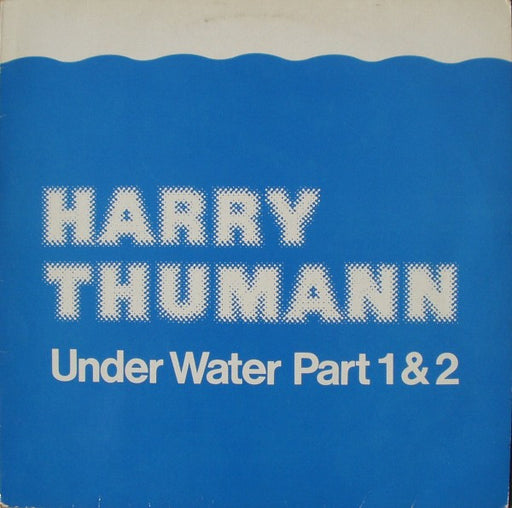 HARRY
THUMANN
Under Water Part 1 & 2